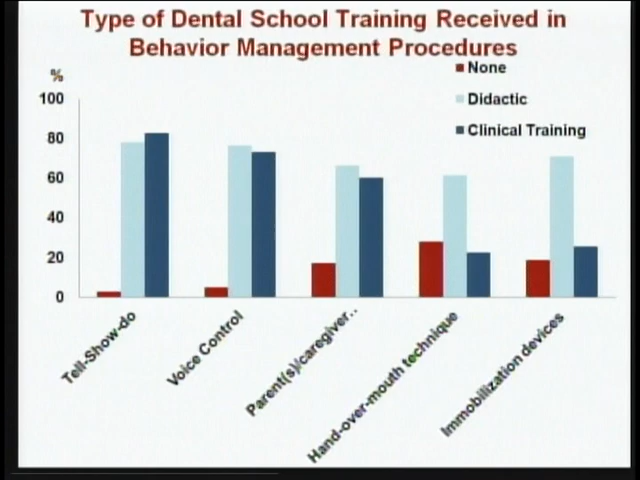 Type of Dental School Training Received in
Behavior Management Procedures
%
None
Didactic
Clinical Training
100
80
60
40
20
0
Tell-Show-do
Voice Control
Parent(s)/caregiver..
Hand-over-mouth technique
Immobilization devices